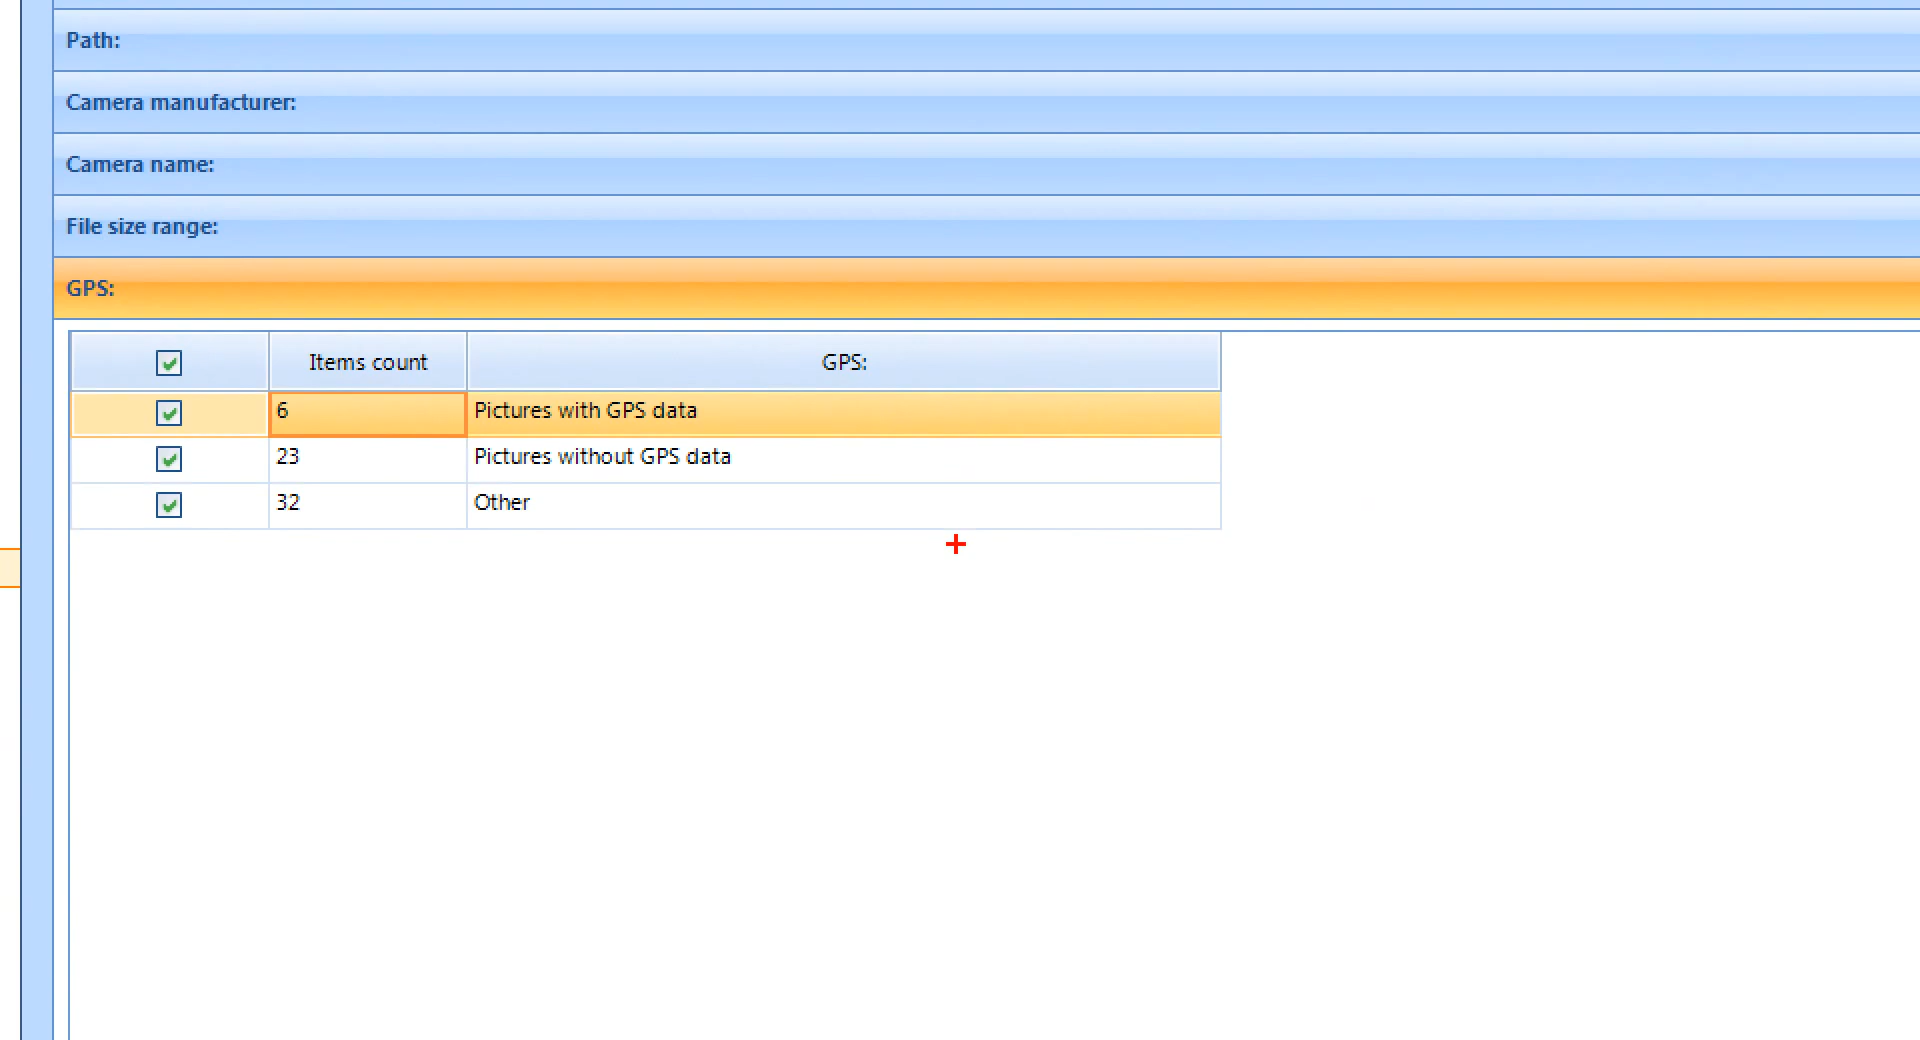 Path:
Camera manufacturer:
Camera name:
File size range:
GPS:
Items count GPS:
6 Pictures with GPS data
23 Pictures without GPS data
32 Other